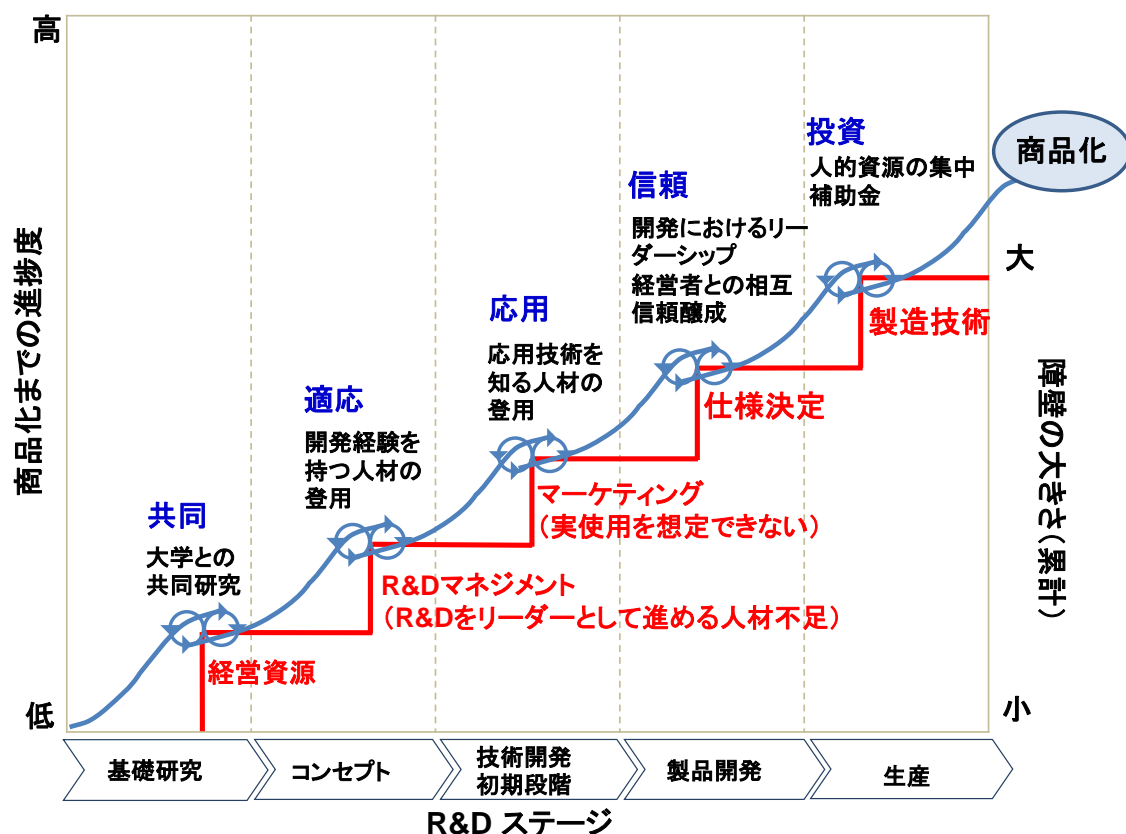 高
投資
人的資源の集中
補助金
商品化
信頼
開発におけるリー
ダーシップ
経営者との相互
信頼醸成
大
応用
応用技術を
知る人材の
登用
製造技術
適応
開発経験を
持つ人材の
登用
仕様決定
共同
大学との
共同研究
マーケティング
(実使用を想定できない)
R&Dマネジメント
(R&Dをリーダーとして進める人材不足)
経営資源
商品化までの進捗度
障壁の大きさ(累計)
低
小
基礎研究
コンセプト
技術開発
初期段階
製品開発
生産
R&D ステージ